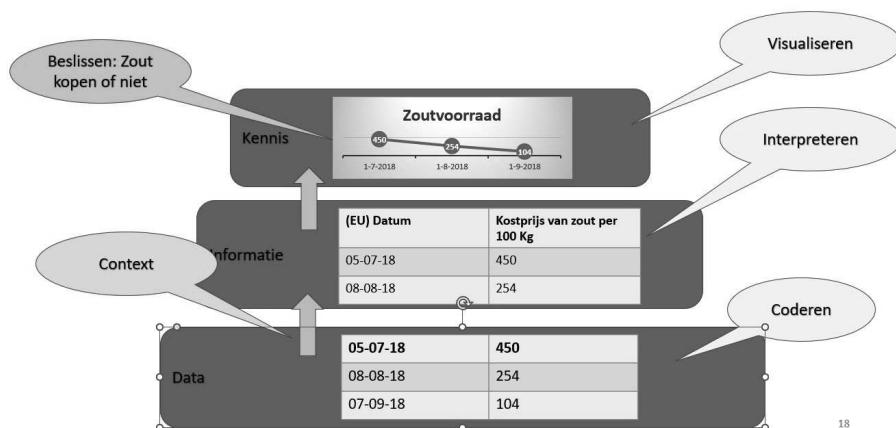 Visualiseren
Beslissen: Zout
kopen of niet
Zoutvoorraad
Kennis
450
254
104
1-7-2018
1-8-2018
1-9-2018
Interpreteren
(EU) Datum
Kostprijs van zout per
100 Kg
Informatie
05-07-18
450
08-08-18
254
Context
Coderen
Data
05-07-18
450
08-08-18
254
07-09-18
104
18